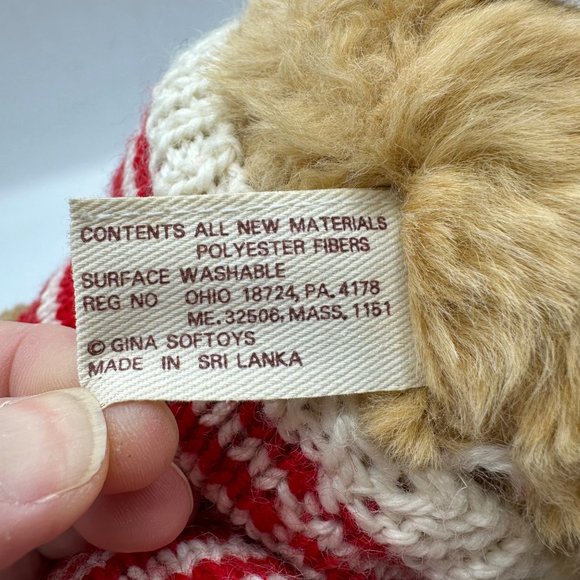 CONTENTS ALL NEW MATERIALS
POLYESTER FIBERS
SURFACE WASHABLE
REG NO OHIO 18724, PA. 4178
ME. 32506, MASS. 1151
© GINA SOFTOYS
MADE IN SRI LANKA